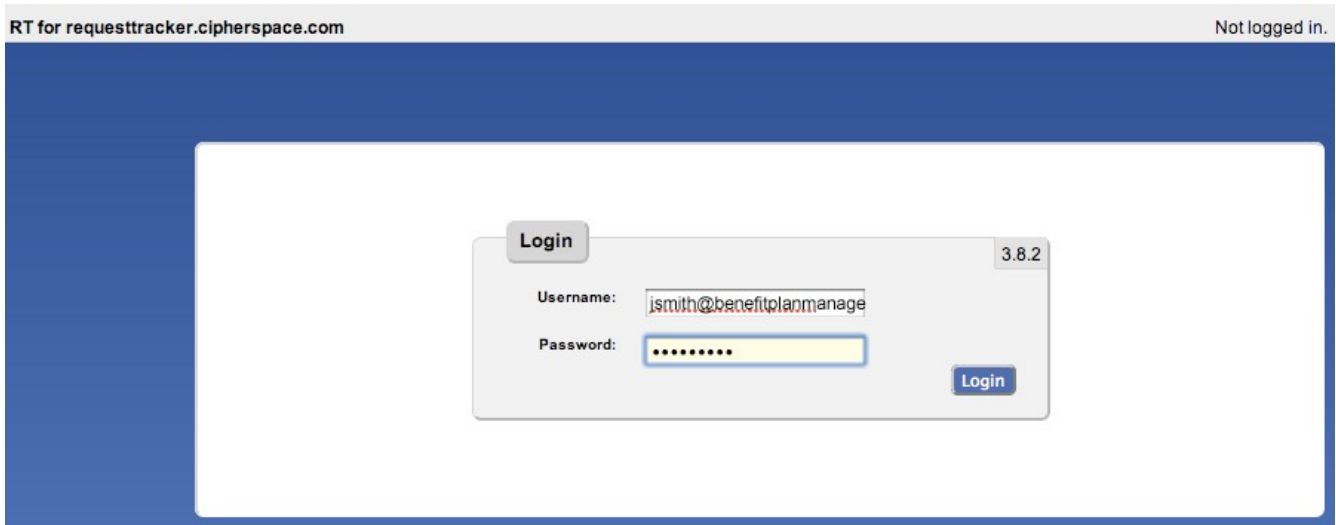 RT for requesttracker.cipherspace.com Not logged in.
Login
3.8.2
Username: jsmith@benefitplanmanage
Password: •••••••••
Login